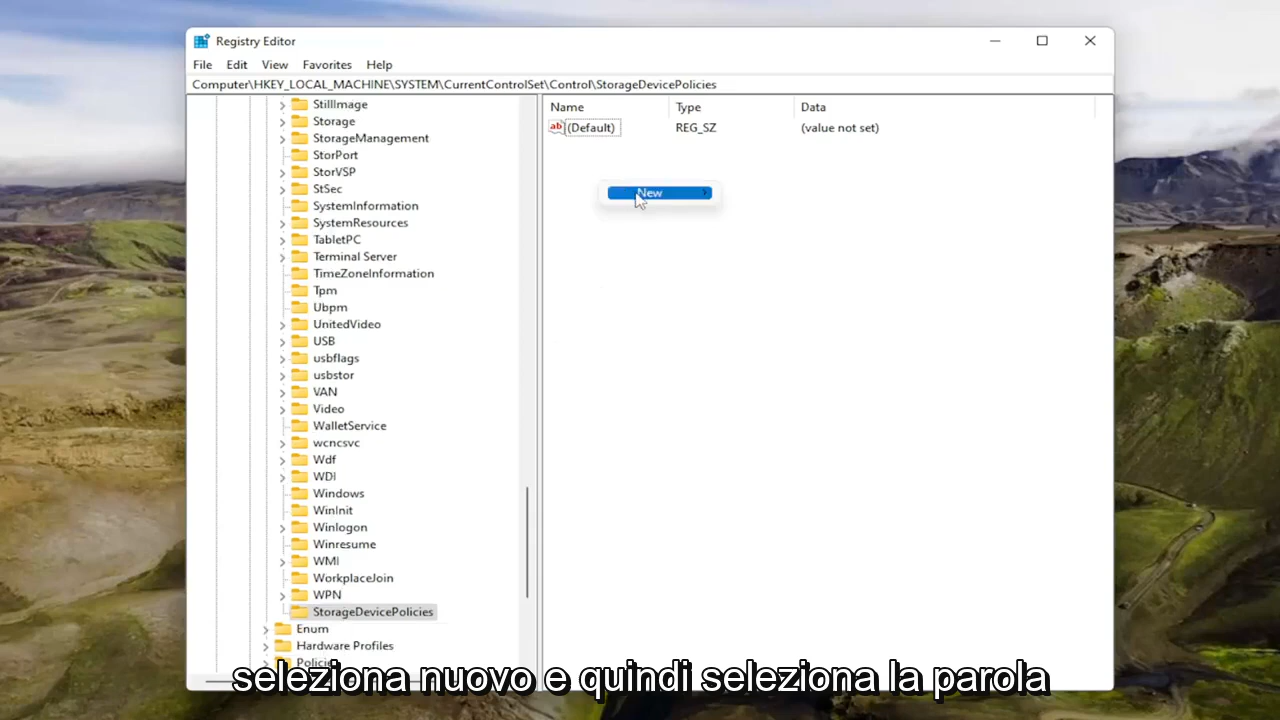 Registry Editor
File Edit View Favorites Help
Computer\HKEY_LOCAL_MACHINE\SYSTEM\CurrentControlSet\Control\StorageDevicePolicies
Name Type Data
ab (Default) REG_SZ (value not set)
New
StillImage
Storage
StorageManagement
StorPort
StorVSP
StSec
SystemInformation
SystemResources
TabletPC
Terminal Server
TimeZoneInformation
Tpm
Ubpm
UnitedVideo
USB
usbflags
usbstor
VAN
Video
WalletService
wcncsvc
Wdf
WDI
Windows
WinInit
Winlogon
Winresume
WMI
WorkplaceJoin
WPN
StorageDevicePolicies
Enum
Hardware Profiles
Policies
seleziona nuovo e quindi seleziona la parola